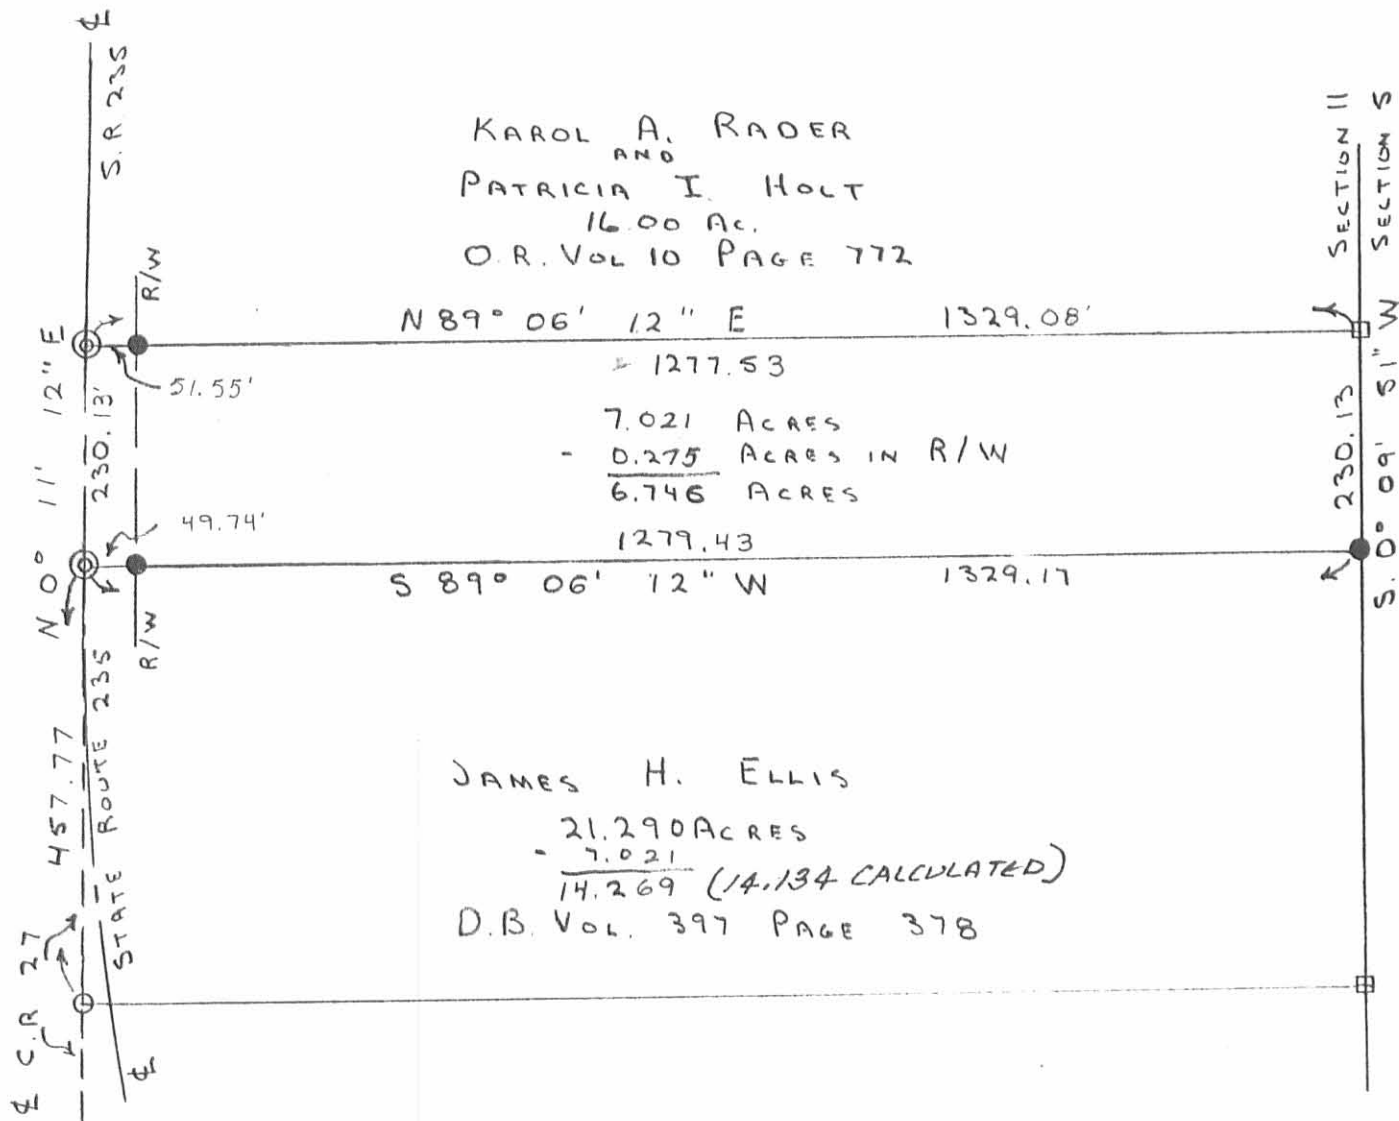 ℄
S.R 235
KAROL A. RADER
AND
PATRICIA I. HOLT
16.00 AC.
O.R. VOL 10 PAGE 772
SECTION 11
SECTION 5
R/W
N 89° 06' 12" E 1329.08'
1277.53
51.55'
N 0° 11' 12" E
230.13'
7.021 ACRES
- 0.275 ACRES IN R/W
6.746 ACRES
230.13
S. 0° 09' 51" W
49.74'
1279.43
S 89° 06' 12" W 1329.17
R/W
457.77
STATE ROUTE 235
JAMES H. ELLIS
21.290 ACRES
- 7.021
14.269 (14.134 CALCULATED)
D.B. VOL. 397 PAGE 378
℄ C.R 27
℄